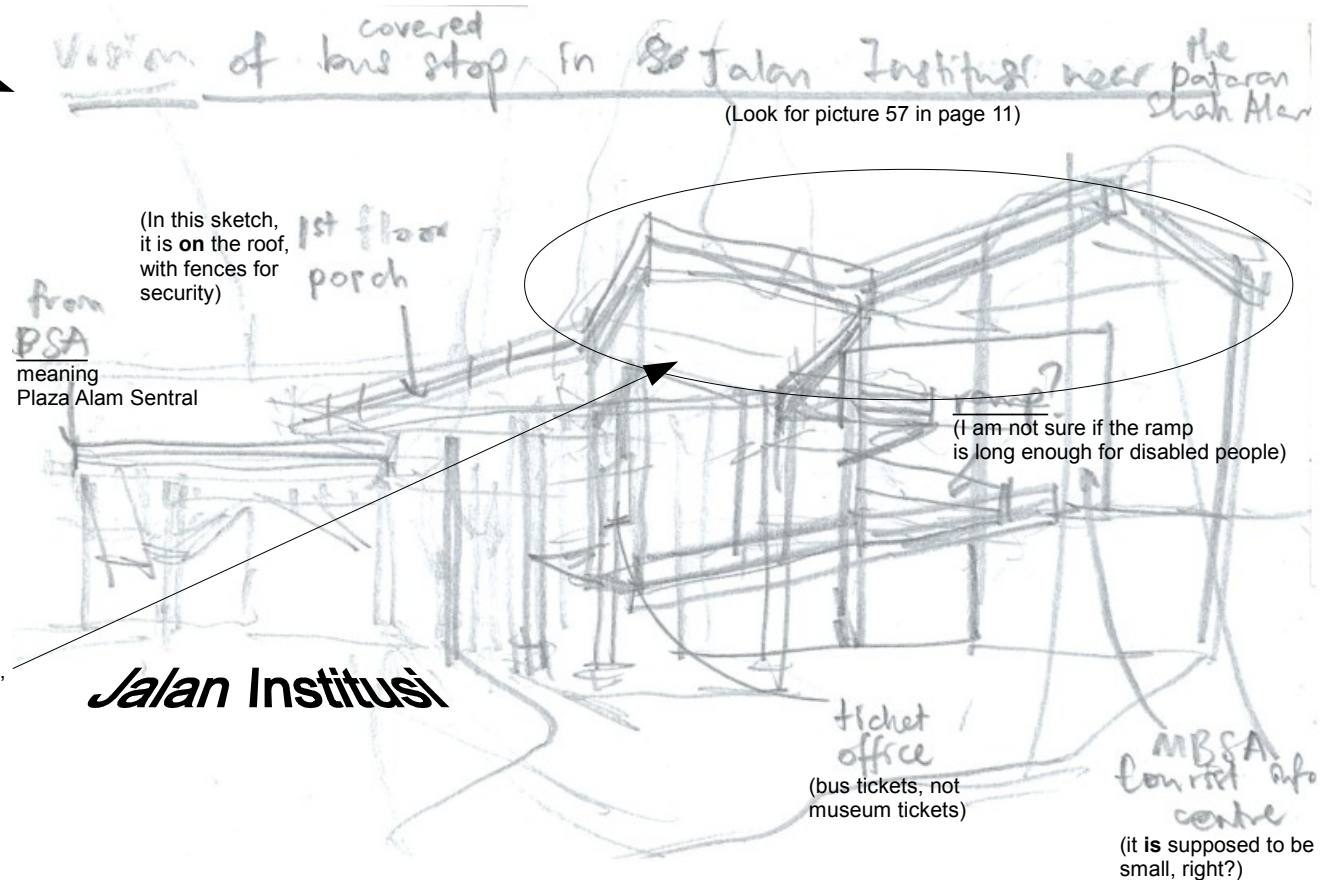 Vision of covered bus stop in Jalan Institusi near the
Dataran
Shah Alam
(Look for picture 57 in page 11)
(In this sketch,
it is on the roof,
with fences for
security)
1st floor
porch
from
BSA
meaning
Plaza Alam Sentral
ramp?
(I am not sure if the ramp
is long enough for disabled people)
Jalan Institusi
ticket
office
(bus tickets, not
museum tickets)
MBSA
tourist info
centre
(it is supposed to be
small, right?)